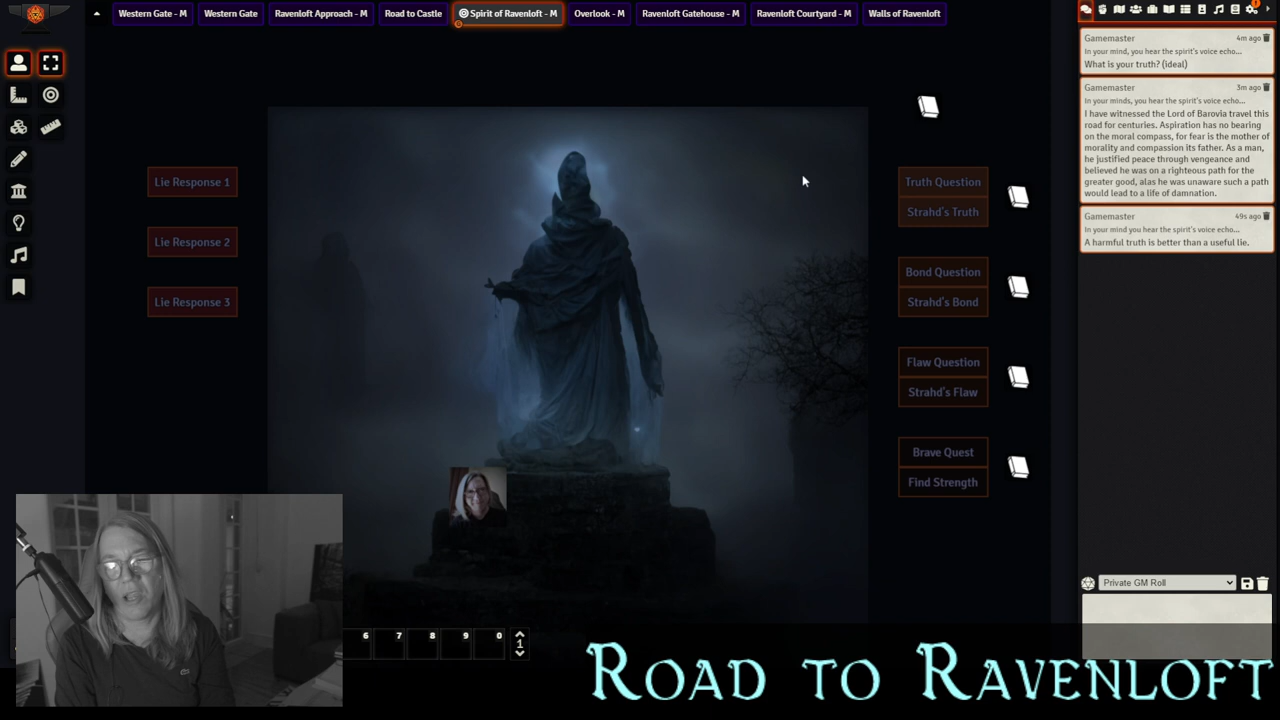 Western Gate - M
Western Gate
Ravenloft Approach - M
Road to Castle
Spirit of Ravenloft - M
Overlook - M
Ravenloft Gatehouse - M
Ravenloft Courtyard - M
Walls of Ravenloft
Lie Response 1
Lie Response 2
Lie Response 3
Truth Question
Strahd's Truth
Bond Question
Strahd's Bond
Flaw Question
Strahd's Flaw
Brave Quest
Find Strength
Gamemaster 4m ago
In your mind, you hear the spirit's voice echo...
What is your truth? (ideal)
Gamemaster 3m ago
In your minds, you hear the spirit's voice echo...
I have witnessed the Lord of Barovia travel this
road for centuries. Aspiration has no bearing
on the moral compass, for fear is the mother of
morality and compassion its father. As a man,
he justified peace through vengeance and
believed he was on a righteous path for the
greater good, alas he was unaware such a path
would lead to a life of damnation.
Gamemaster 49s ago
In your mind you hear the spirit's voice echo...
A harmful truth is better than a useful lie.
Private GM Roll
6 7 8 9 0
1
Road to Ravenloft